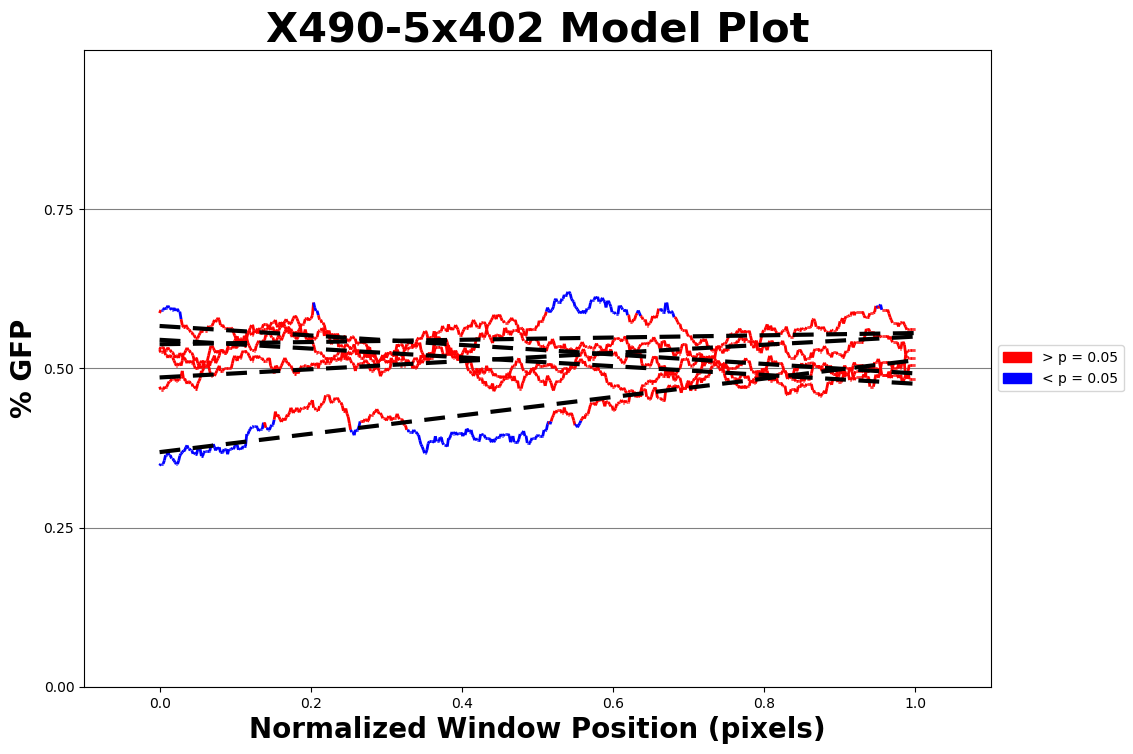 X490-5x402 Model Plot
% GFP
0.75
0.50
0.25
0.00
0.0 0.2 0.4 0.6 0.8 1.0
Normalized Window Position (pixels)
> p = 0.05
< p = 0.05